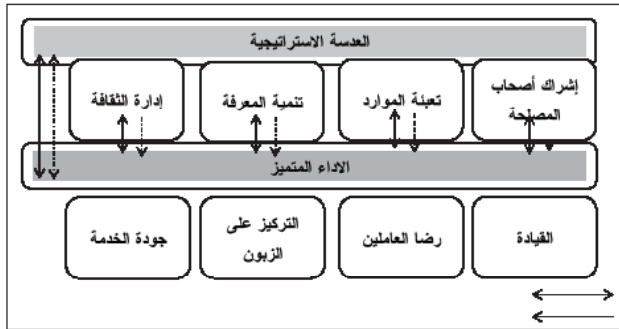 العدسة الاستراتيجية
إشراك أصحاب
المصلحة
تعبئة الموارد
تنمية المعرفة
إدارة الثقافة
الاداء المتميز
القيادة
رضا العاملين
التركيز على
الزبون
جودة الخدمة